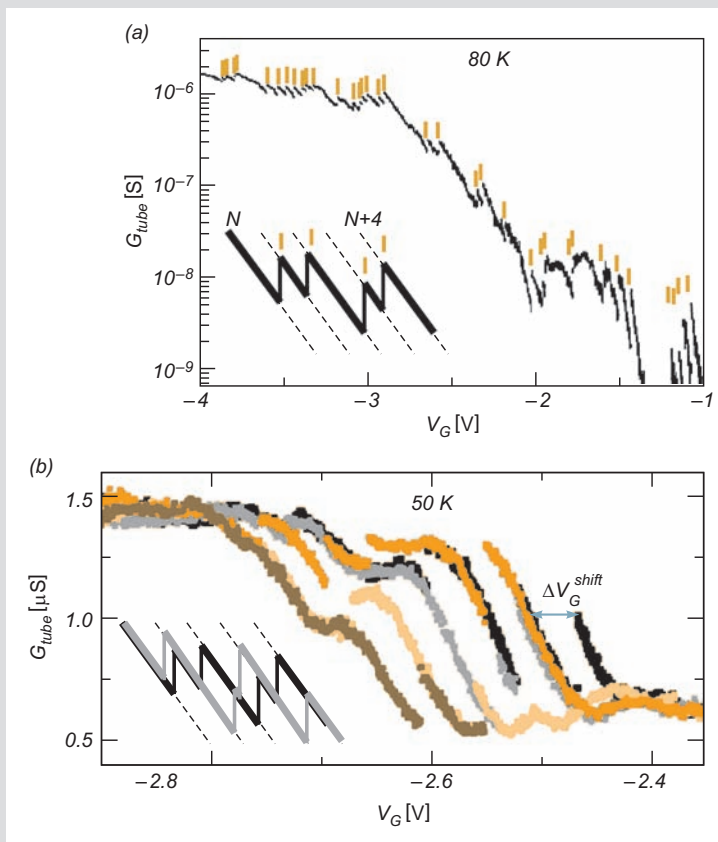 (a)
80 K
10⁻⁶
10⁻⁷
10⁻⁸
10⁻⁹
G_tube [S]
N N+4
−4 −3 −2 −1
V_G [V]
(b)
50 K
1.5
1.0
0.5
G_tube [μS]
ΔV_G^shift
−2.8 −2.6 −2.4
V_G [V]